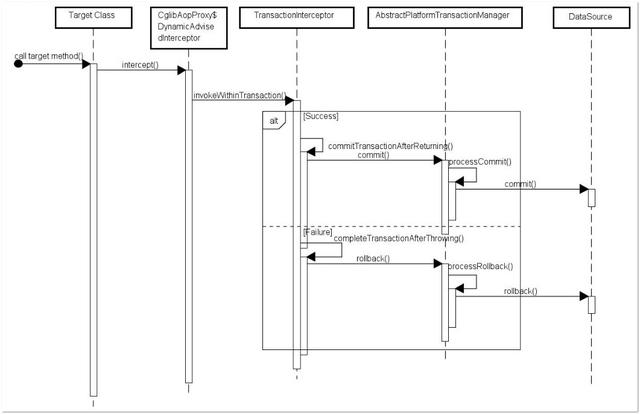 Target Class
CglibAopProxy$
DynamicAdvise
dInterceptor
TransactionInterceptor
AbstractPlatformTransactionManager
DataSource
call target method()
intercept()
invokeWithinTransaction()
alt
[Success]
commitTransactionAfterReturning()
commit()
processCommit()
commit()
[Failure]
completeTransactionAfterThrowing()
rollback()
processRollback()
rollback()